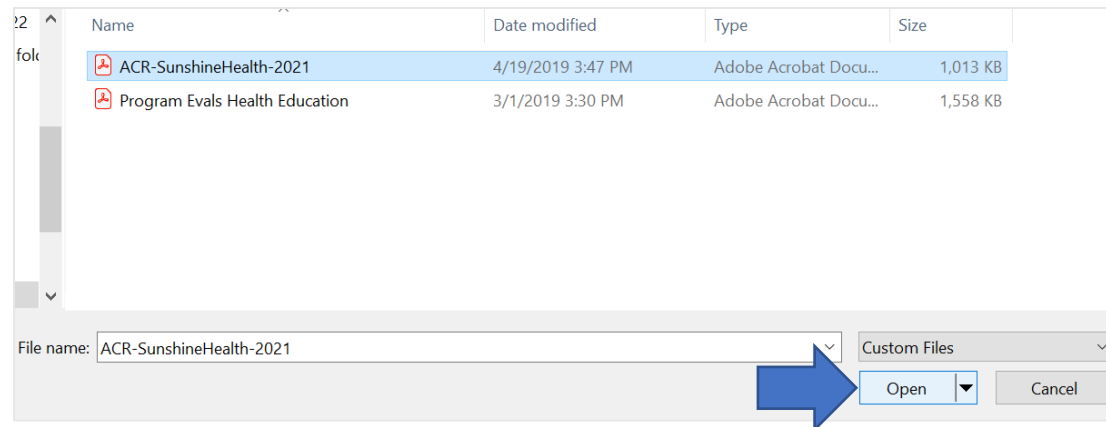 22
Name Date modified Type Size
fold
ACR-SunshineHealth-2021 4/19/2019 3:47 PM Adobe Acrobat Docu... 1,013 KB
Program Evals Health Education 3/1/2019 3:30 PM Adobe Acrobat Docu... 1,558 KB
File name: ACR-SunshineHealth-2021 Custom Files
Open Cancel